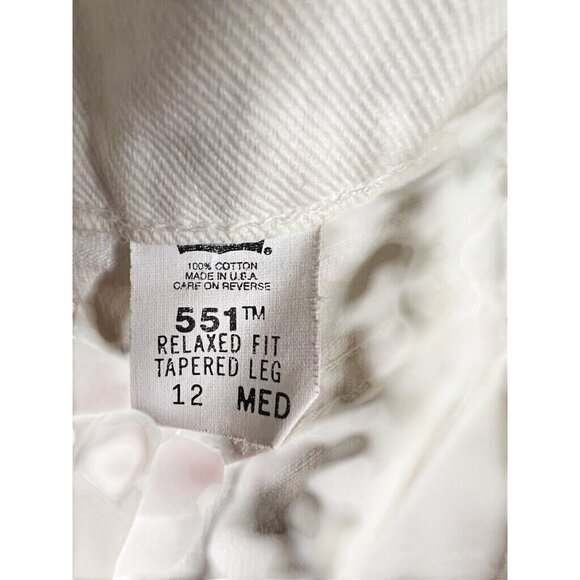 100% COTTON
MADE IN U.S.A.
CARE ON REVERSE
551™
RELAXED FIT
TAPERED LEG
12 MED